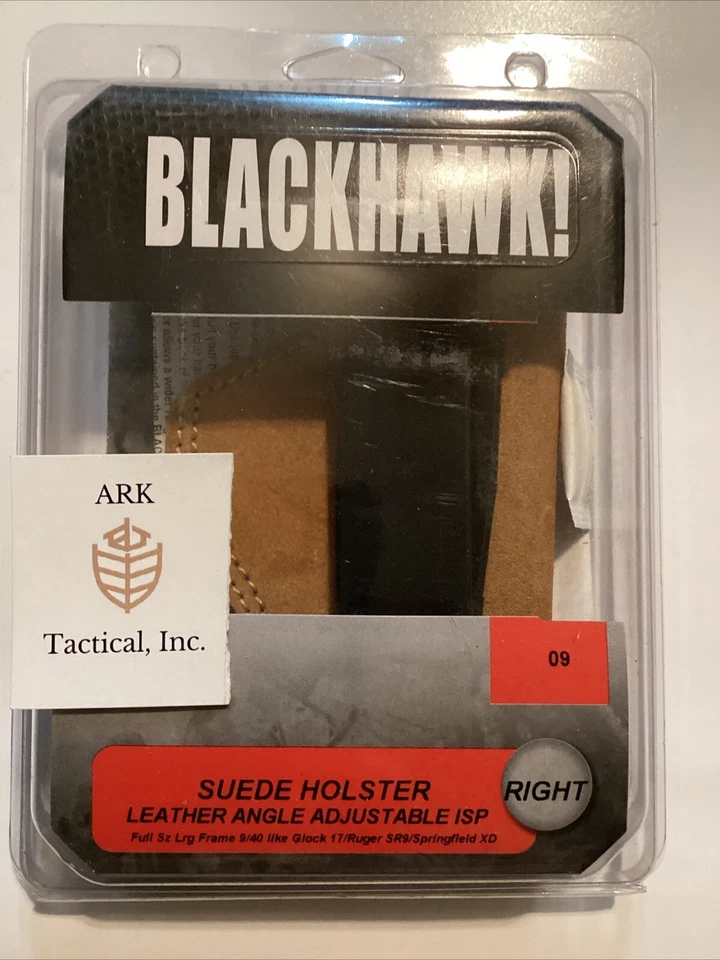 BLACKHAWK!
ARK
Tactical, Inc.
09
SUEDE HOLSTER
LEATHER ANGLE ADJUSTABLE ISP
Full Sz Lrg Frame 9/40 like Glock 17/Ruger SR9/Springfield XD
RIGHT